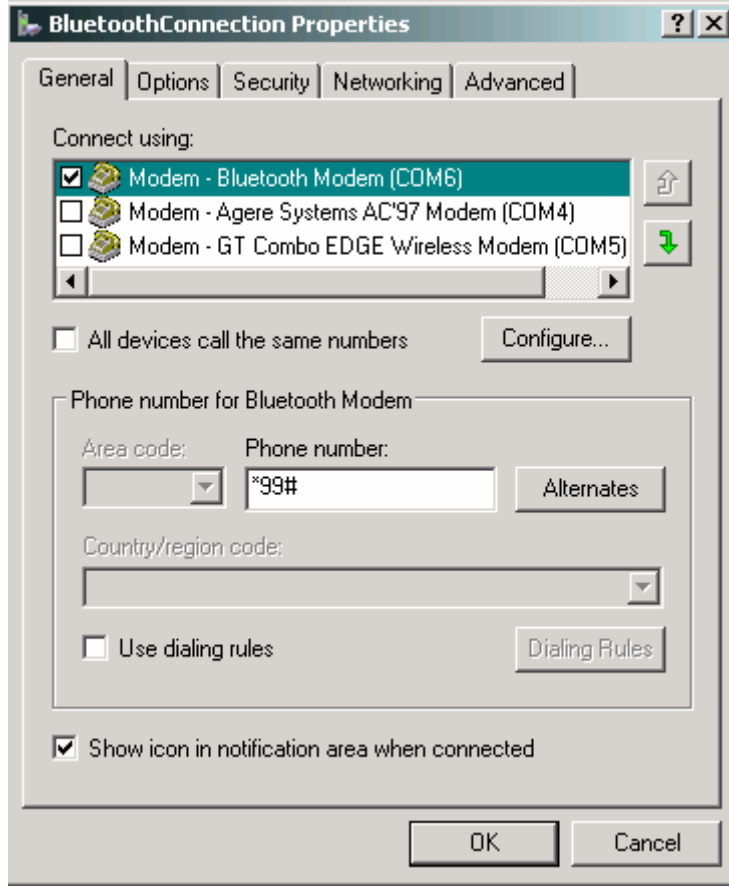 BluetoothConnection Properties
General Options Security Networking Advanced
Connect using:
Modem - Bluetooth Modem (COM6)
Modem - Agere Systems AC'97 Modem (COM4)
Modem - GT Combo EDGE Wireless Modem (COM5)
All devices call the same numbers Configure...
Phone number for Bluetooth Modem
Area code: Phone number:
*99# Alternates
Country/region code:
Use dialing rules Dialing Rules
Show icon in notification area when connected
OK Cancel